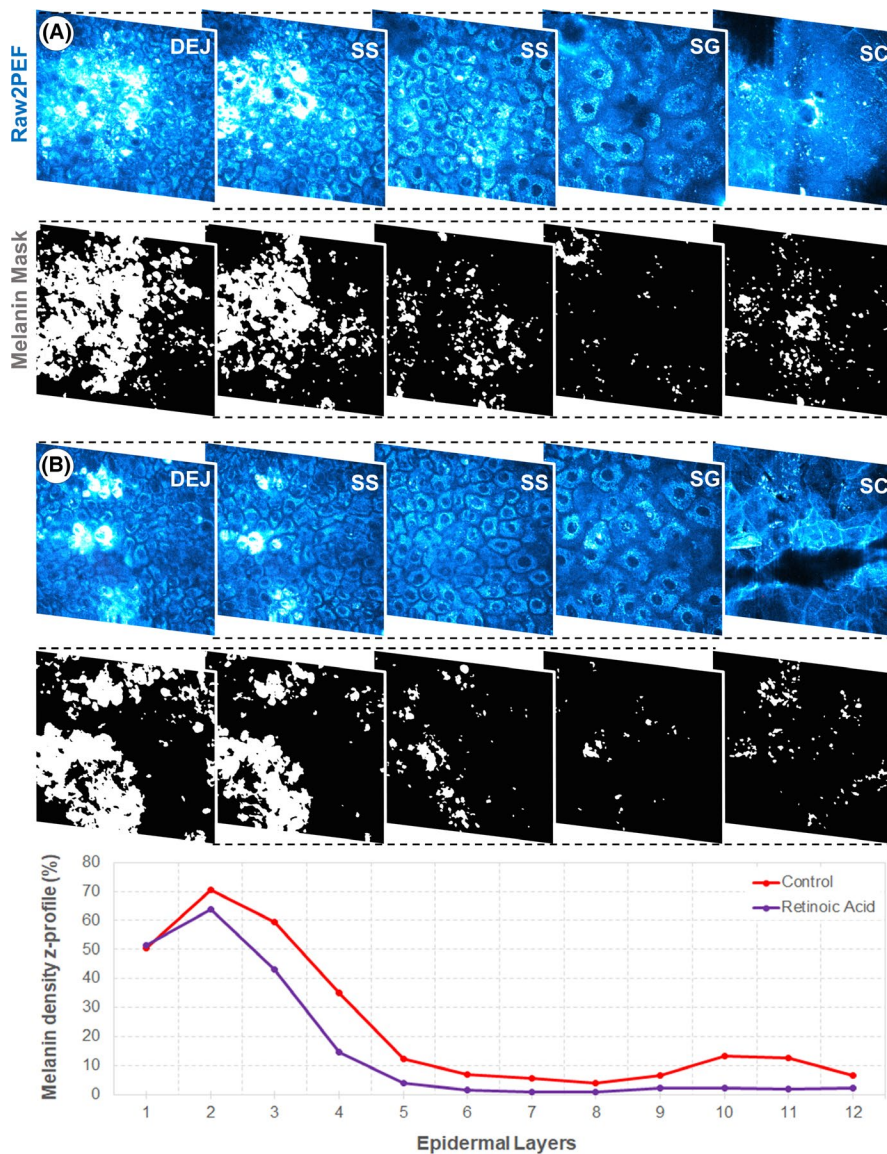 (A)
Raw2PEF
DEJ
SS
SS
SG
SC
Melanin Mask
(B)
DEJ
SS
SS
SG
SC
Melanin density z-profile (%)
80
70
60
50
40
30
20
10
0
Control
Retinoic Acid
1 2 3 4 5 6 7 8 9 10 11 12
Epidermal Layers